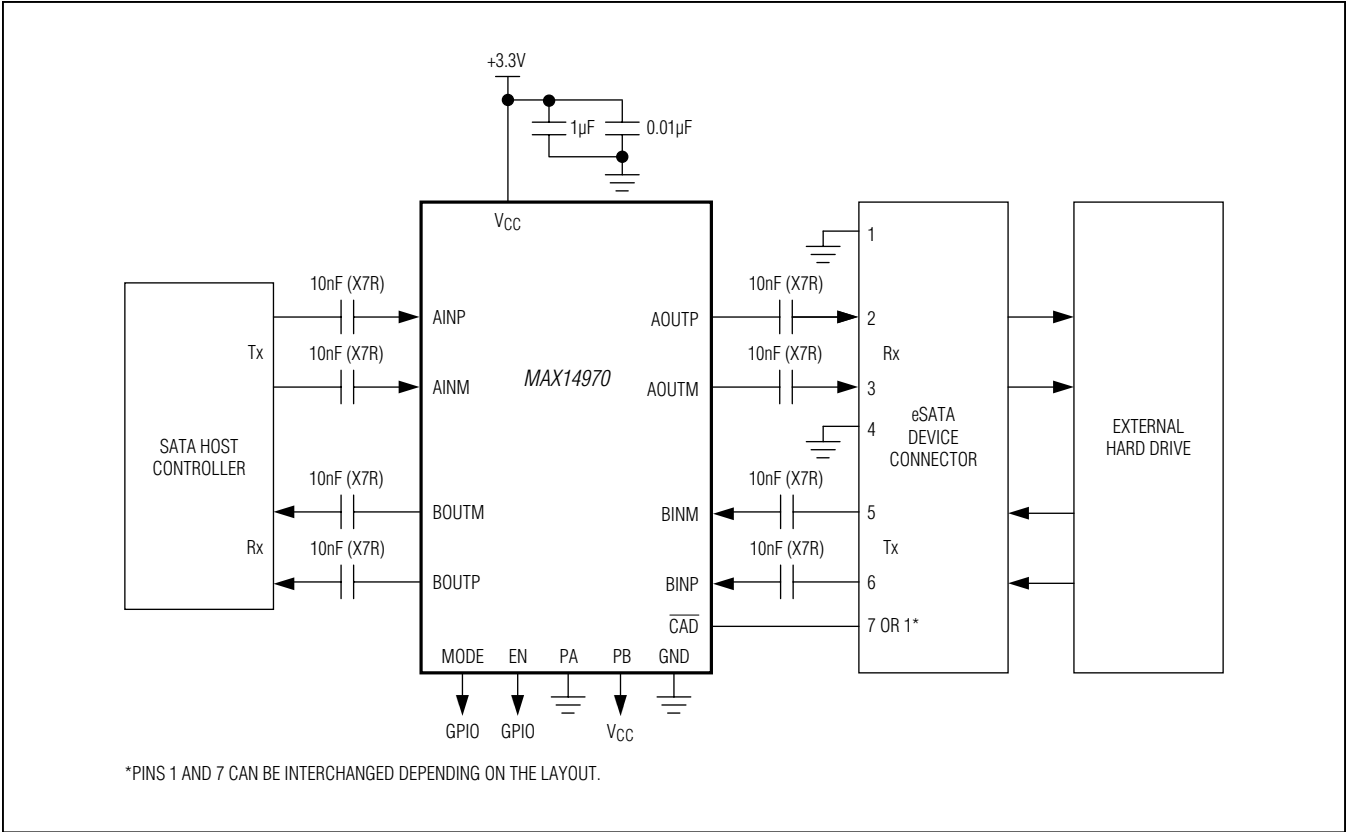 +3.3V
1µF
0.01µF
VCC
10nF (X7R)
10nF (X7R)
1
AINP
AOUTP
2
Tx
10nF (X7R)
10nF (X7R)
Rx
MAX14970
AINM
AOUTM
3
4
SATA HOST
CONTROLLER
eSATA
DEVICE
CONNECTOR
EXTERNAL
HARD DRIVE
10nF (X7R)
10nF (X7R)
BOUTM
BINM
5
Rx
10nF (X7R)
10nF (X7R)
Tx
BOUTP
BINP
6
CAD
7 OR 1*
MODE
EN
PA
PB
GND
GPIO
GPIO
VCC
*PINS 1 AND 7 CAN BE INTERCHANGED DEPENDING ON THE LAYOUT.